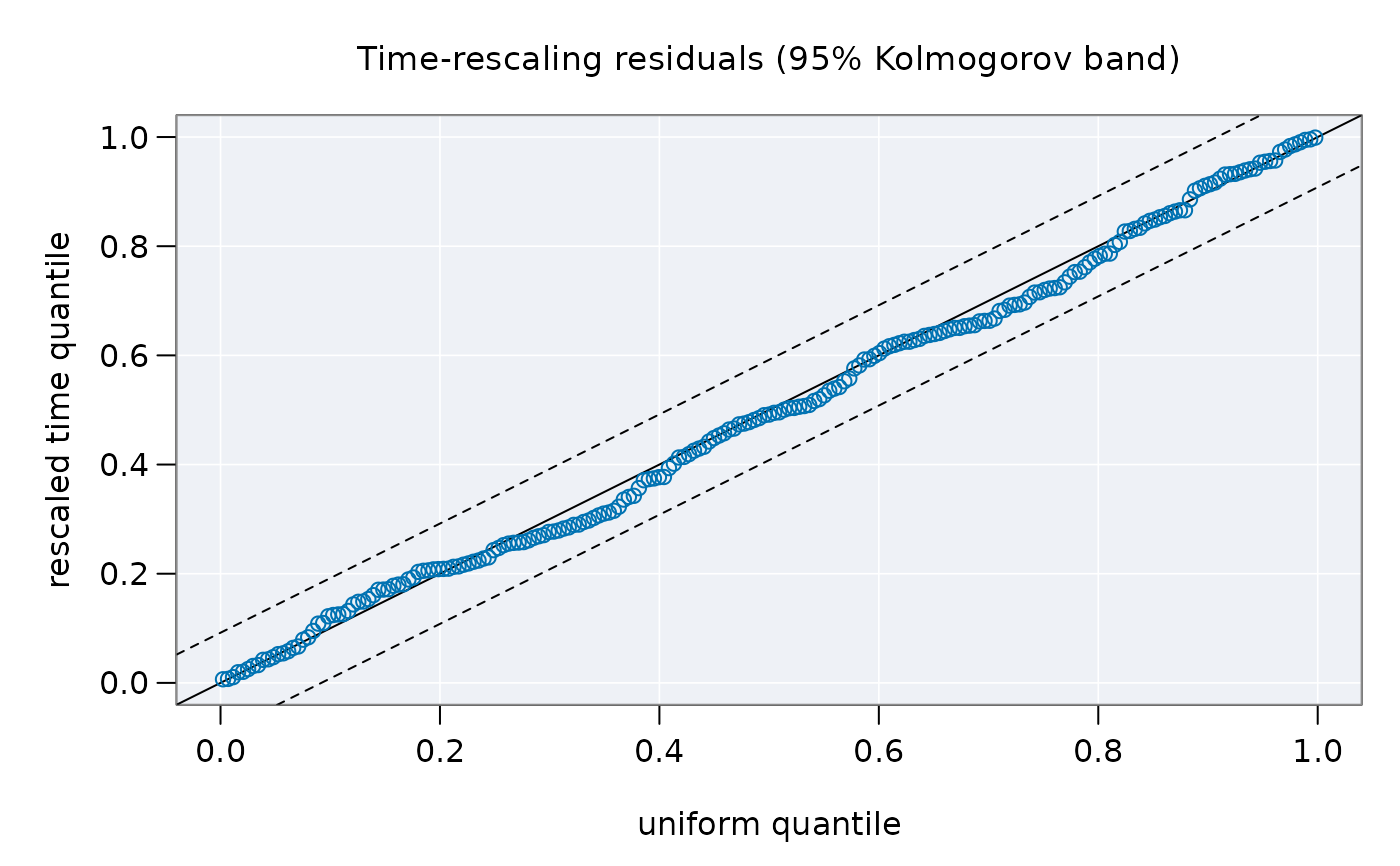 Time-rescaling residuals (95% Kolmogorov band)
rescaled time quantile
1.0
0.8
0.6
0.4
0.2
0.0
0.0 0.2 0.4 0.6 0.8 1.0
uniform quantile